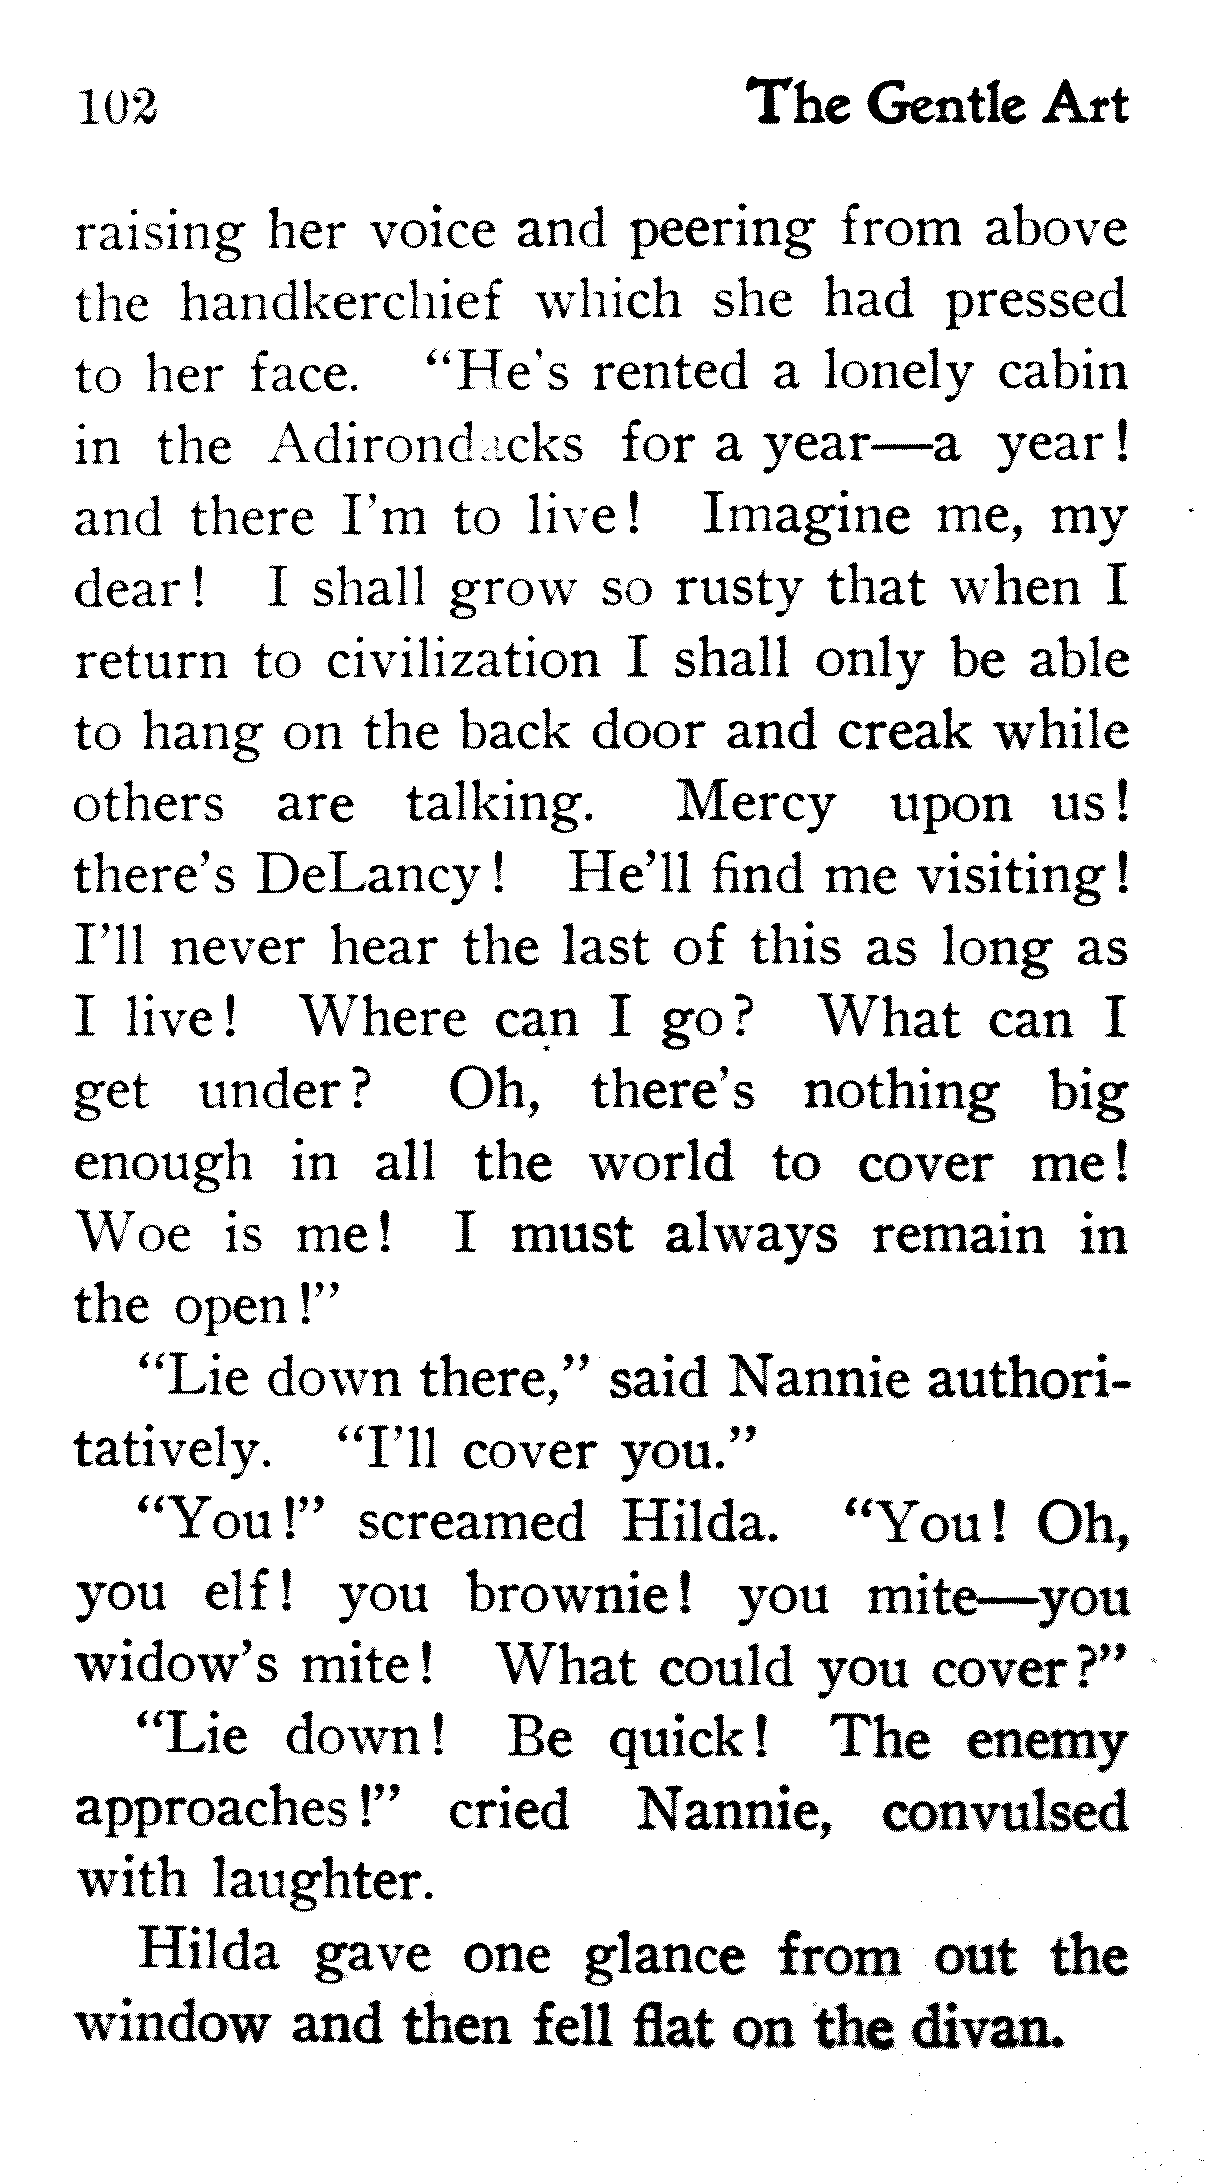 102 The Gentle Art
raising her voice and peering from above
the handkerchief which she had pressed
to her face. “He's rented a lonely cabin
in the Adirondacks for a year—a year!
and there I’m to live! Imagine me, my
dear! I shall grow so rusty that when I
return to civilization I shall only be able
to hang on the back door and creak while
others are talking. Mercy upon us!
there’s DeLancy! He’ll find me visiting!
I’ll never hear the last of this as long as
I live! Where can I go? What can I
get under? Oh, there’s nothing big
enough in all the world to cover me!
Woe is me! I must always remain in
the open!”
“Lie down there,” said Nannie authori-
tatively. “I’ll cover you.”
“You!” screamed Hilda. “You! Oh,
you elf! you brownie! you mite—you
widow’s mite! What could you cover?”
“Lie down! Be quick! The enemy
approaches!” cried Nannie, convulsed
with laughter.
Hilda gave one glance from out the
window and then fell flat on the divan.